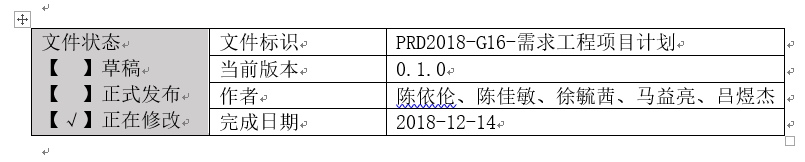 文件状态
【　】草稿
【　】正式发布
【√】正在修改
文件标识 PRD2018-G16-需求工程项目计划
当前版本 0.1.0
作者 陈依伦、陈佳敏、徐毓茜、马益亮、吕煜杰
完成日期 2018-12-14